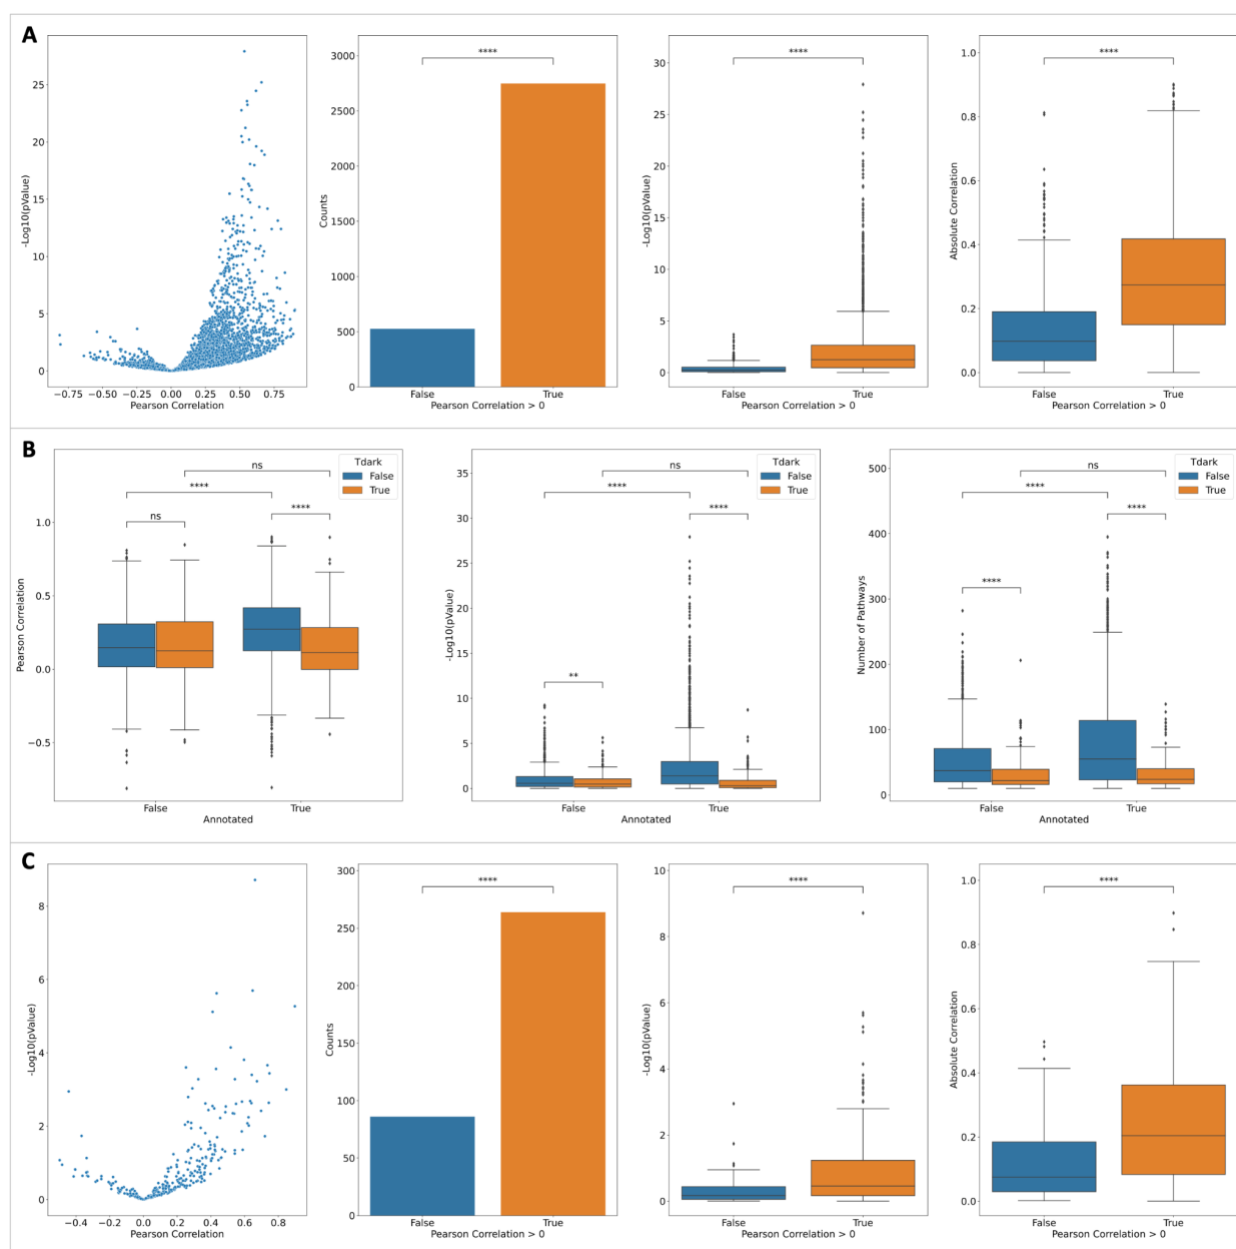 A
-Log10(pValue)
25
20
15
10
5
0
−0.75 −0.50 −0.25 0.00 0.25 0.50 0.75
Pearson Correlation
****
Counts
3000
2500
2000
1500
1000
500
0
False True
Pearson Correlation > 0
****
-Log10(pValue)
30
25
20
15
10
5
0
False True
Pearson Correlation > 0
****
Absolute Correlation
1.0
0.8
0.6
0.4
0.2
0.0
False True
Pearson Correlation > 0
B
Tdark
False
True
ns
****
ns
****
Pearson Correlation
1.0
0.5
0.0
−0.5
False True
Annotated
Tdark
False
True
ns
****
****
**
-Log10(pValue)
35
30
25
20
15
10
5
0
False True
Annotated
Tdark
False
True
ns
****
****
****
Number of Pathways
500
400
300
200
100
0
False True
Annotated
C
-Log10(pValue)
8
6
4
2
0
−0.4 −0.2 0.0 0.2 0.4 0.6 0.8
Pearson Correlation
****
Counts
300
250
200
150
100
50
0
False True
Pearson Correlation > 0
****
-Log10(pValue)
10
8
6
4
2
0
False True
Pearson Correlation > 0
****
Absolute Correlation
1.0
0.8
0.6
0.4
0.2
0.0
False True
Pearson Correlation > 0